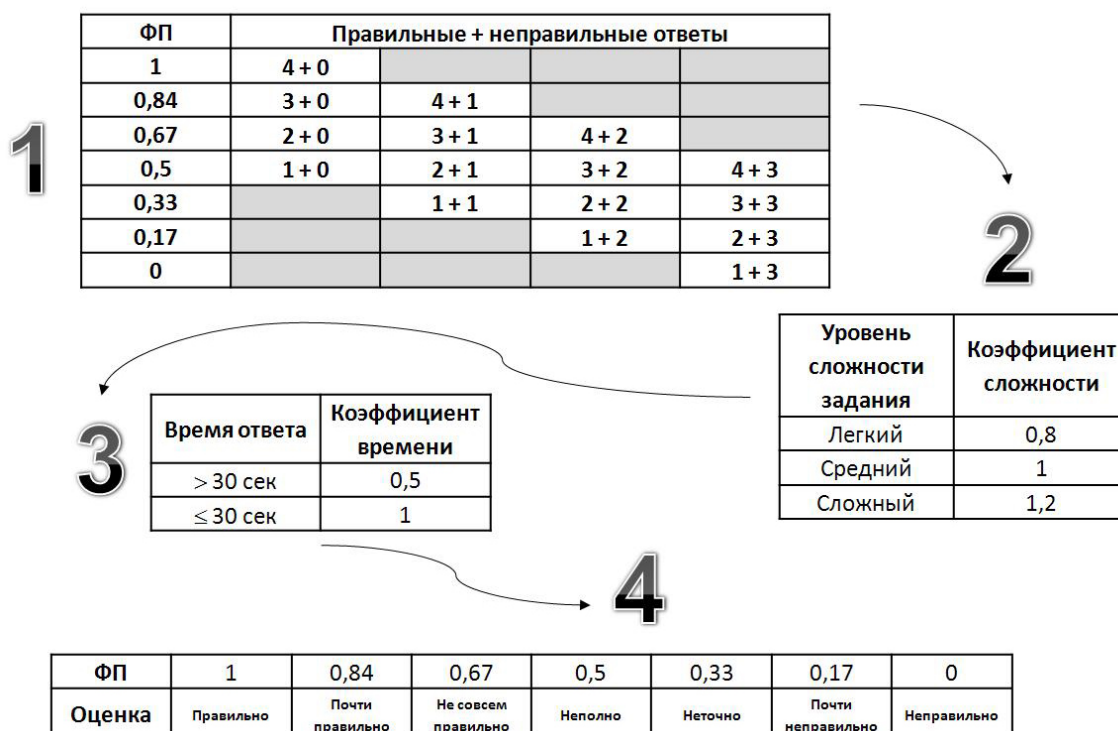 ФП Правильные + неправильные ответы
1 4 + 0
0,84 3 + 0 4 + 1
0,67 2 + 0 3 + 1 4 + 2
0,5 1 + 0 2 + 1 3 + 2 4 + 3
0,33 1 + 1 2 + 2 3 + 3
0,17 1 + 2 2 + 3
0 1 + 3
1
2
Уровень
сложности
задания
Коэффициент
сложности
Легкий 0,8
Средний 1
Сложный 1,2
3
Время ответа
Коэффициент
времени
> 30 сек 0,5
≤ 30 сек 1
4
ФП 1 0,84 0,67 0,5 0,33 0,17 0
Оценка
Правильно
Почти
правильно
Не совсем
правильно
Неполно
Неточно
Почти
неправильно
Неправильно